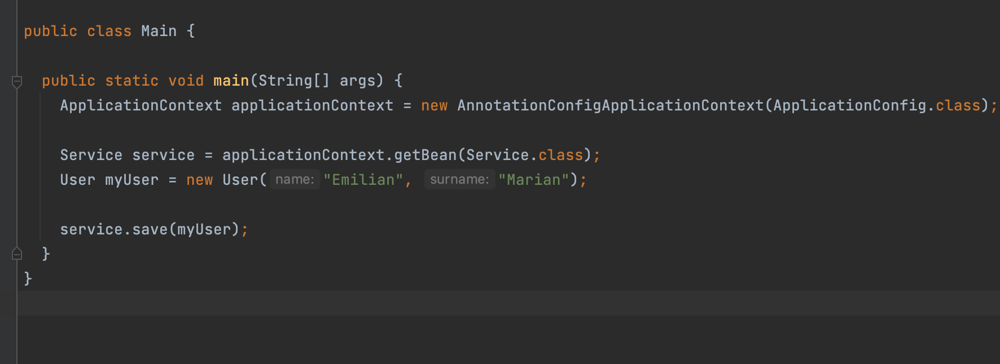 public class Main {
public static void main(String[] args) {
ApplicationContext applicationContext = new AnnotationConfigApplicationContext(ApplicationConfig.class);
Service service = applicationContext.getBean(Service.class);
User myUser = new User( name: "Emilian", surname: "Marian");
service.save(myUser);
}
}